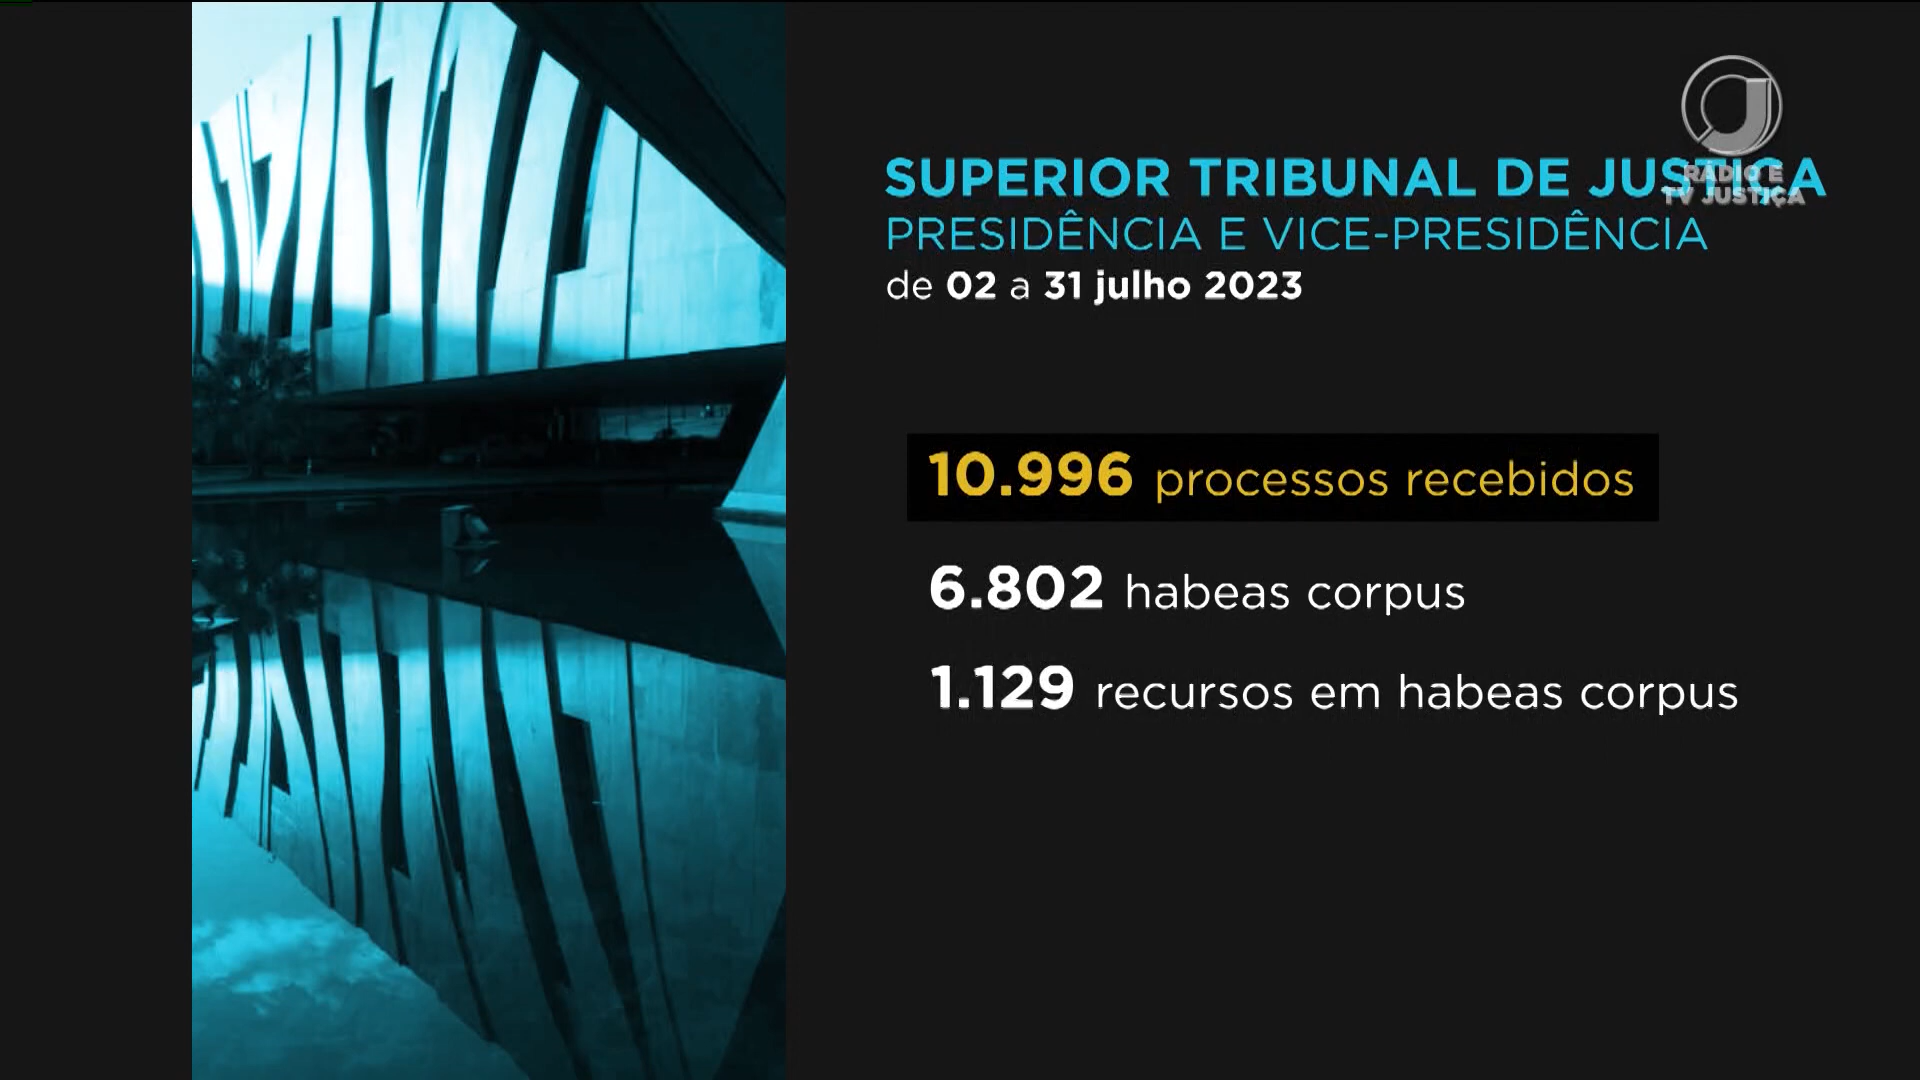 SUPERIOR TRIBUNAL DE JUSTIÇA
RÁDIO E
TV JUSTIÇA
PRESIDÊNCIA E VICE-PRESIDÊNCIA
de 02 a 31 julho 2023
10.996 processos recebidos
6.802 habeas corpus
1.129 recursos em habeas corpus